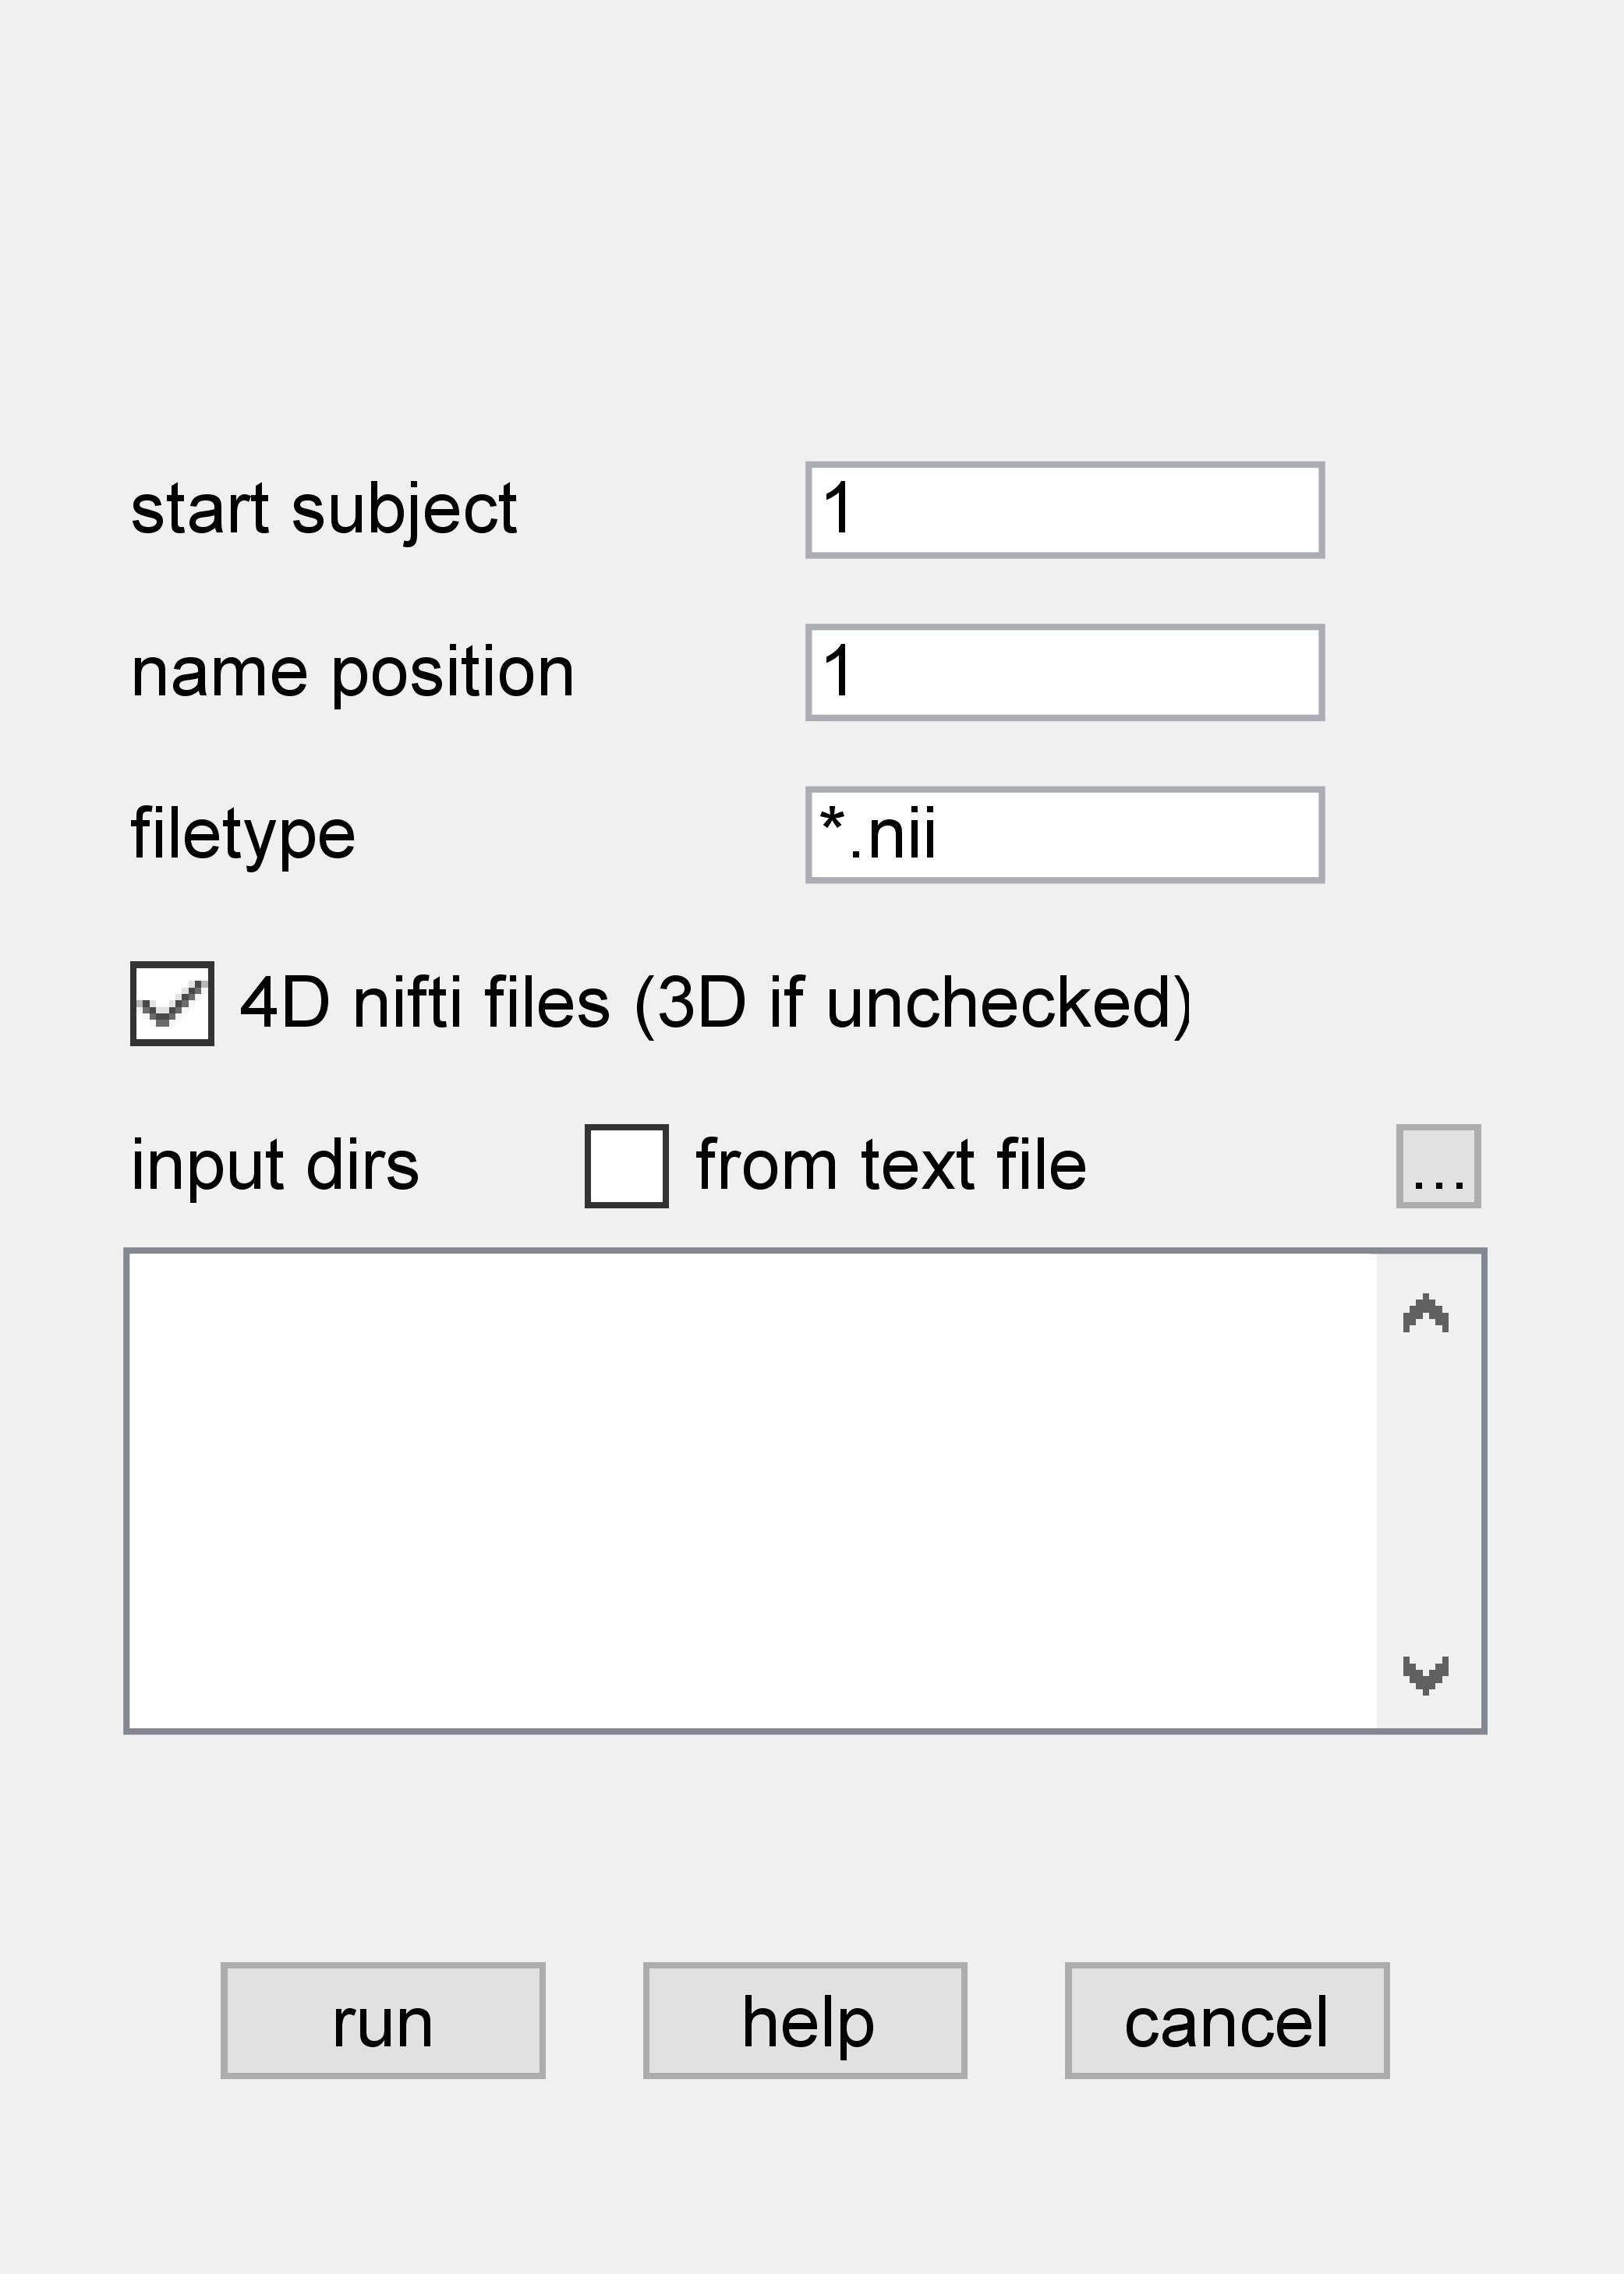 start subject 1
name position 1
filetype *.nii
4D nifti files (3D if unchecked)
input dirs from text file ...
run help cancel